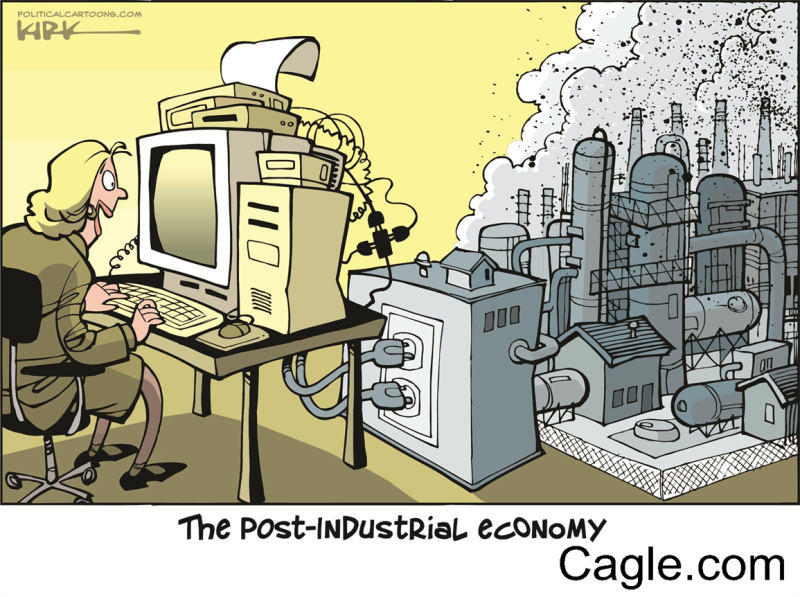 POLITICALCARTOONS.COM
KIRK
THE POST-INDUSTRIAL ECONOMY
Cagle.com